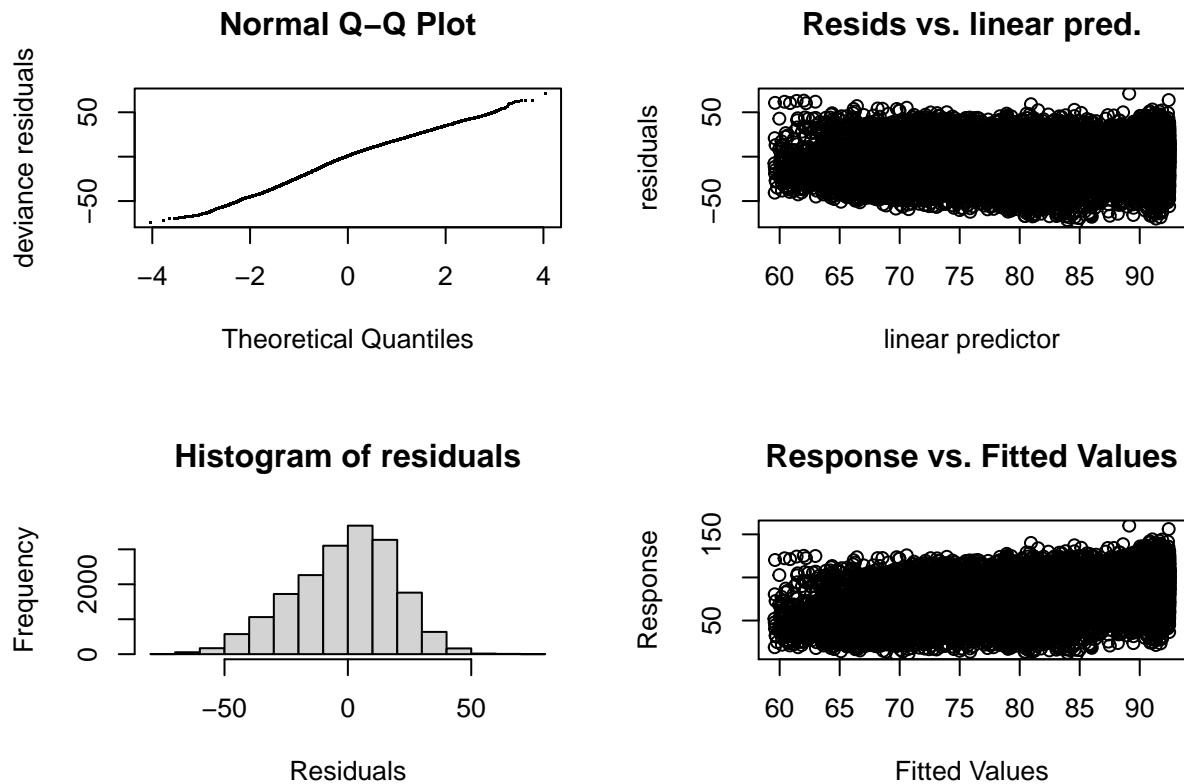 Normal Q−Q Plot
deviance residuals
−50
50
−4
−2
0
2
4
Theoretical Quantiles
Resids vs. linear pred.
residuals
−50
50
60
65
70
75
80
85
90
linear predictor
Histogram of residuals
Frequency
0
2000
−50
0
50
Residuals
Response vs. Fitted Values
Response
50
150
60
65
70
75
80
85
90
Fitted Values